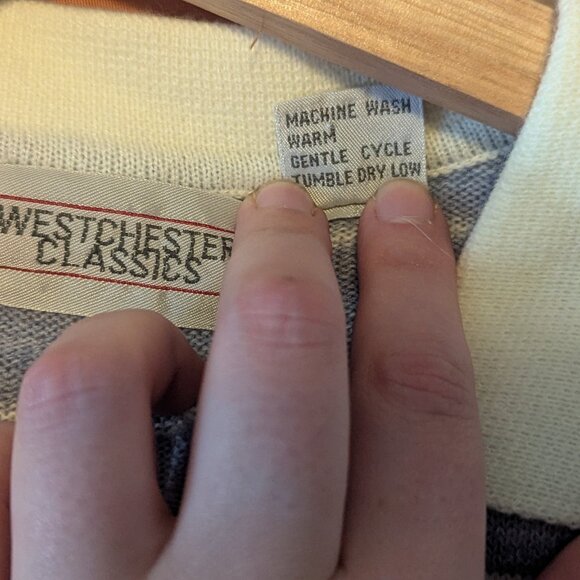 MACHINE WASH
WARM
GENTLE CYCLE
TUMBLE DRY LOW
WESTCHESTER
CLASSICS